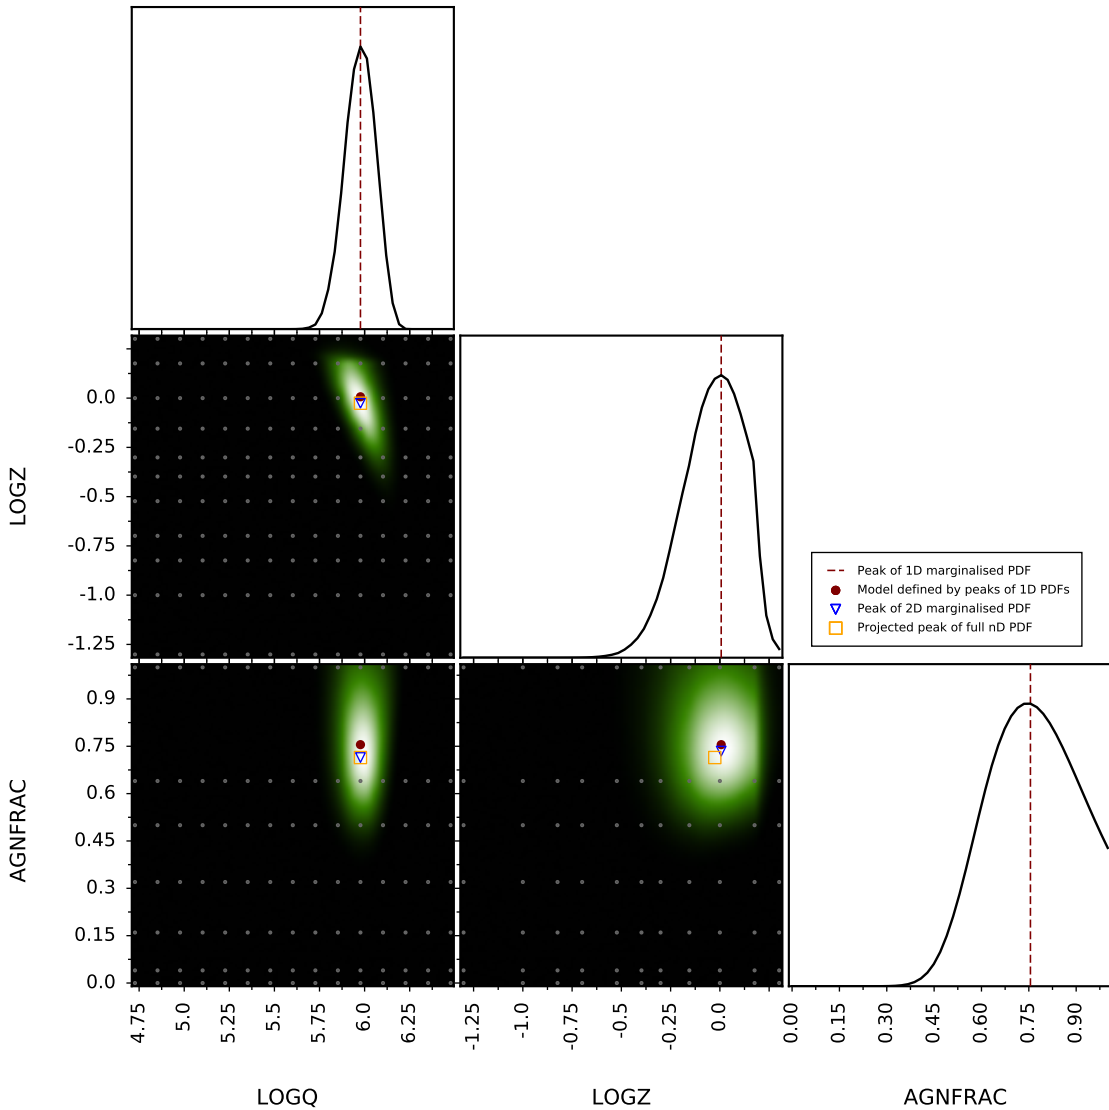 0.0
-0.25
-0.5
-0.75
-1.0
-1.25
LOGZ
Peak of 1D marginalised PDF
Model defined by peaks of 1D PDFs
Peak of 2D marginalised PDF
Projected peak of full nD PDF
0.9
0.75
0.6
0.45
0.3
0.15
0.0
AGNFRAC
4.75 5.0 5.25 5.5 5.75 6.0 6.25
-1.25 -1.0 -0.75 -0.5 -0.25 0.0
0.00 0.15 0.30 0.45 0.60 0.75 0.90
LOGQ LOGZ AGNFRAC